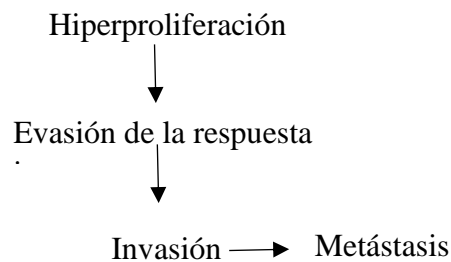 Hiperproliferación
Evasión de la respuesta
Invasión
Metástasis